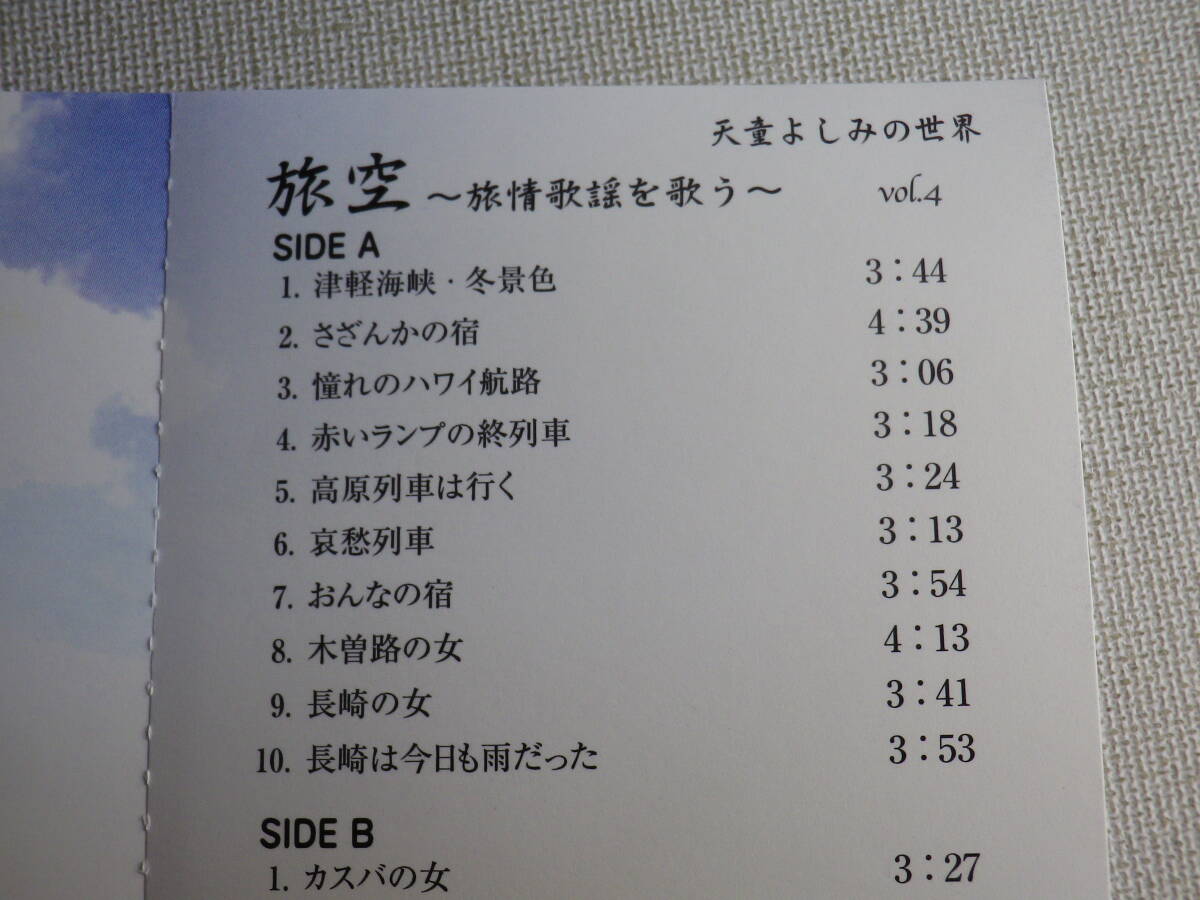 天童よしみの世界
旅空 〜旅情歌謡を歌う〜 vol.4
SIDE A
1. 津軽海峡・冬景色 3:44
2. さざんかの宿 4:39
3. 憧れのハワイ航路 3:06
4. 赤いランプの終列車 3:18
5. 高原列車は行く 3:24
6. 哀愁列車 3:13
7. おんなの宿 3:54
8. 木曽路の女 4:13
9. 長崎の女 3:41
10. 長崎は今日も雨だった 3:53
SIDE B
1. カスバの女 3:27